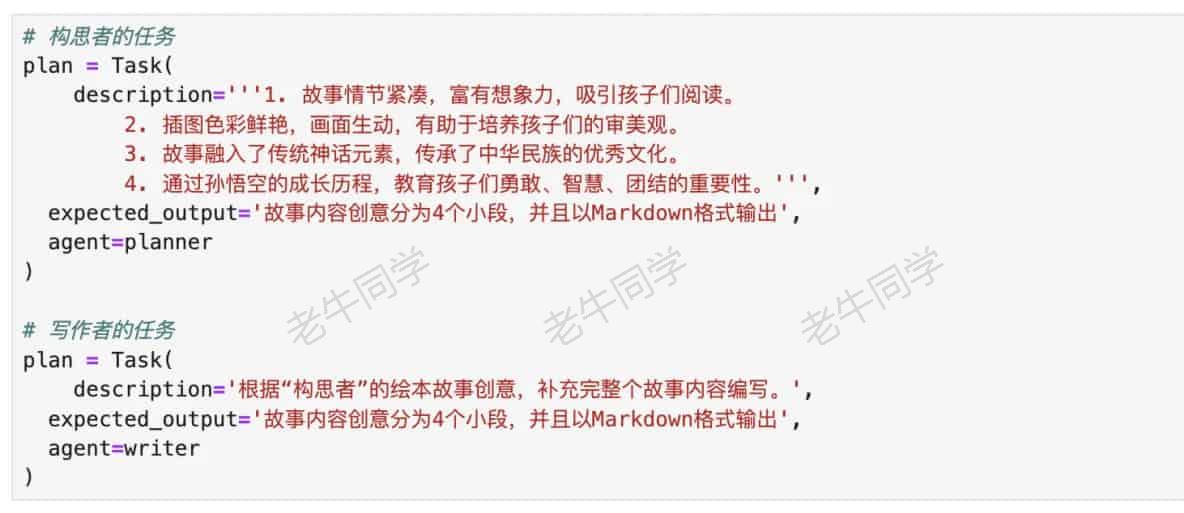 # 构思者的任务
plan = Task(
    description='''1. 故事情节紧凑，富有想象力，吸引孩子们阅读。
        2. 插图色彩鲜艳，画面生动，有助于培养孩子们的审美观。
        3. 故事融入了传统神话元素，传承了中华民族的优秀文化。
        4. 通过孙悟空的成长历程，教育孩子们勇敢、智慧、团结的重要性。''',
  expected_output='故事内容创意分为4个小段，并且以Markdown格式输出',
  agent=planner
)
老牛同学 老牛同学 老牛同学
# 写作者的任务
plan = Task(
    description='根据“构思者”的绘本故事创意，补充完整个故事内容编写。',
  expected_output='故事内容创意分为4个小段，并且以Markdown格式输出',
  agent=writer
)